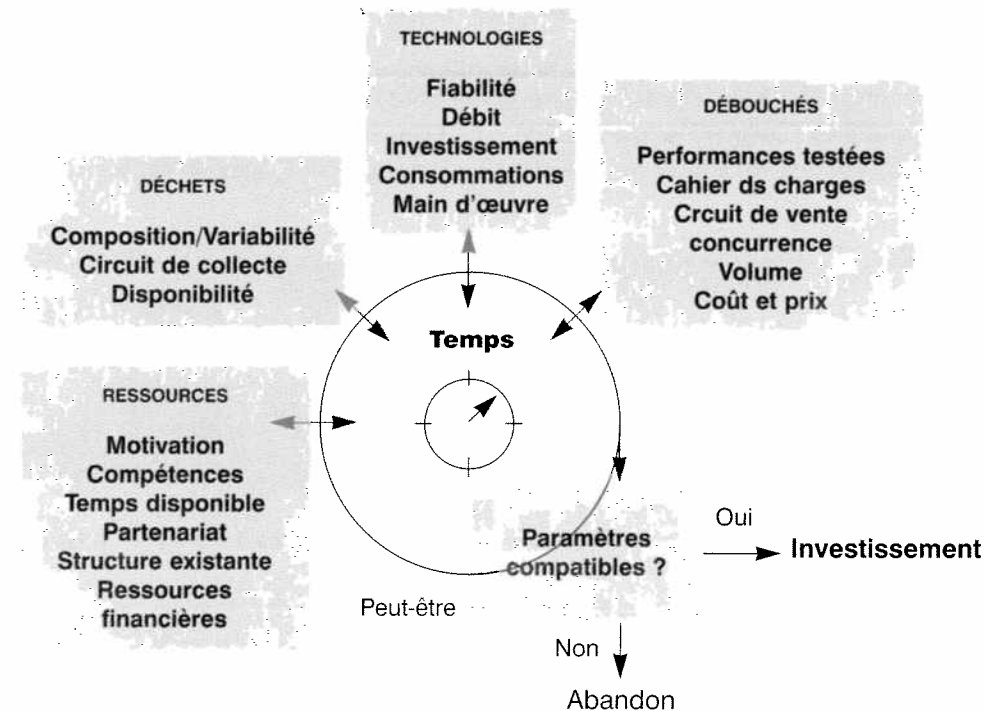 TECHNOLOGIES
Fiabilité
Débit
Investissement
Consommations
Main d'œuvre
DÉBOUCHÉS
Performances testées
Cahier ds charges
Crcuit de vente
concurrence
Volume
Coût et prix
DÉCHETS
Composition/Variabilité
Circuit de collecte
Disponibilité
Temps
RESSOURCES
Motivation
Compétences
Temps disponible
Partenariat
Structure existante
Ressources
financières
Paramètres
compatibles ?
Oui
Investissement
Peut-être
Non
Abandon